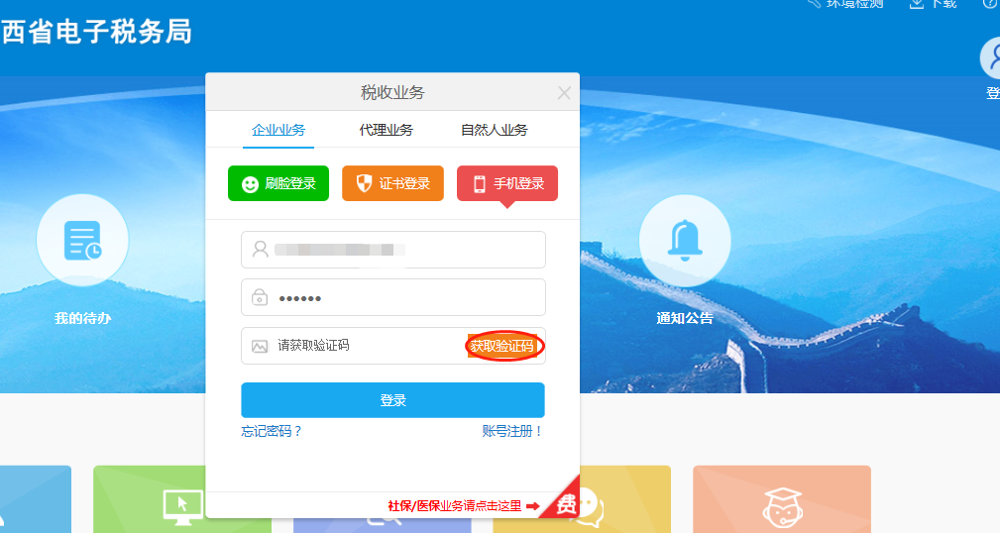 环境检测 下载
西省电子税务局
登
税收业务
企业业务 代理业务 自然人业务
刷脸登录 证书登录 手机登录
••••••
请获取验证码 获取验证码
登录
忘记密码？ 账号注册！
我的待办
通知公告
社保/医保业务请点击这里
费